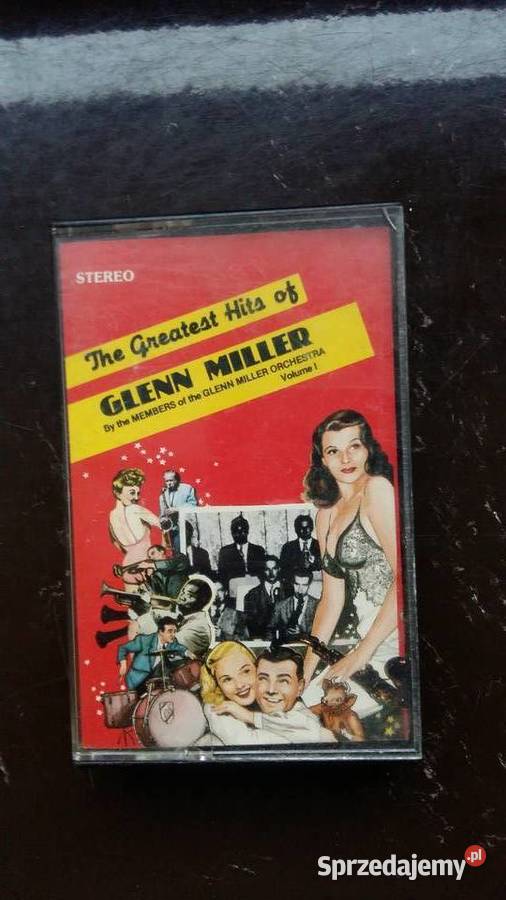 STEREO
The Greatest Hits of
GLENN MILLER
By the MEMBERS of the GLENN MILLER ORCHESTRA
Volume I
Sprzedajemy.pl